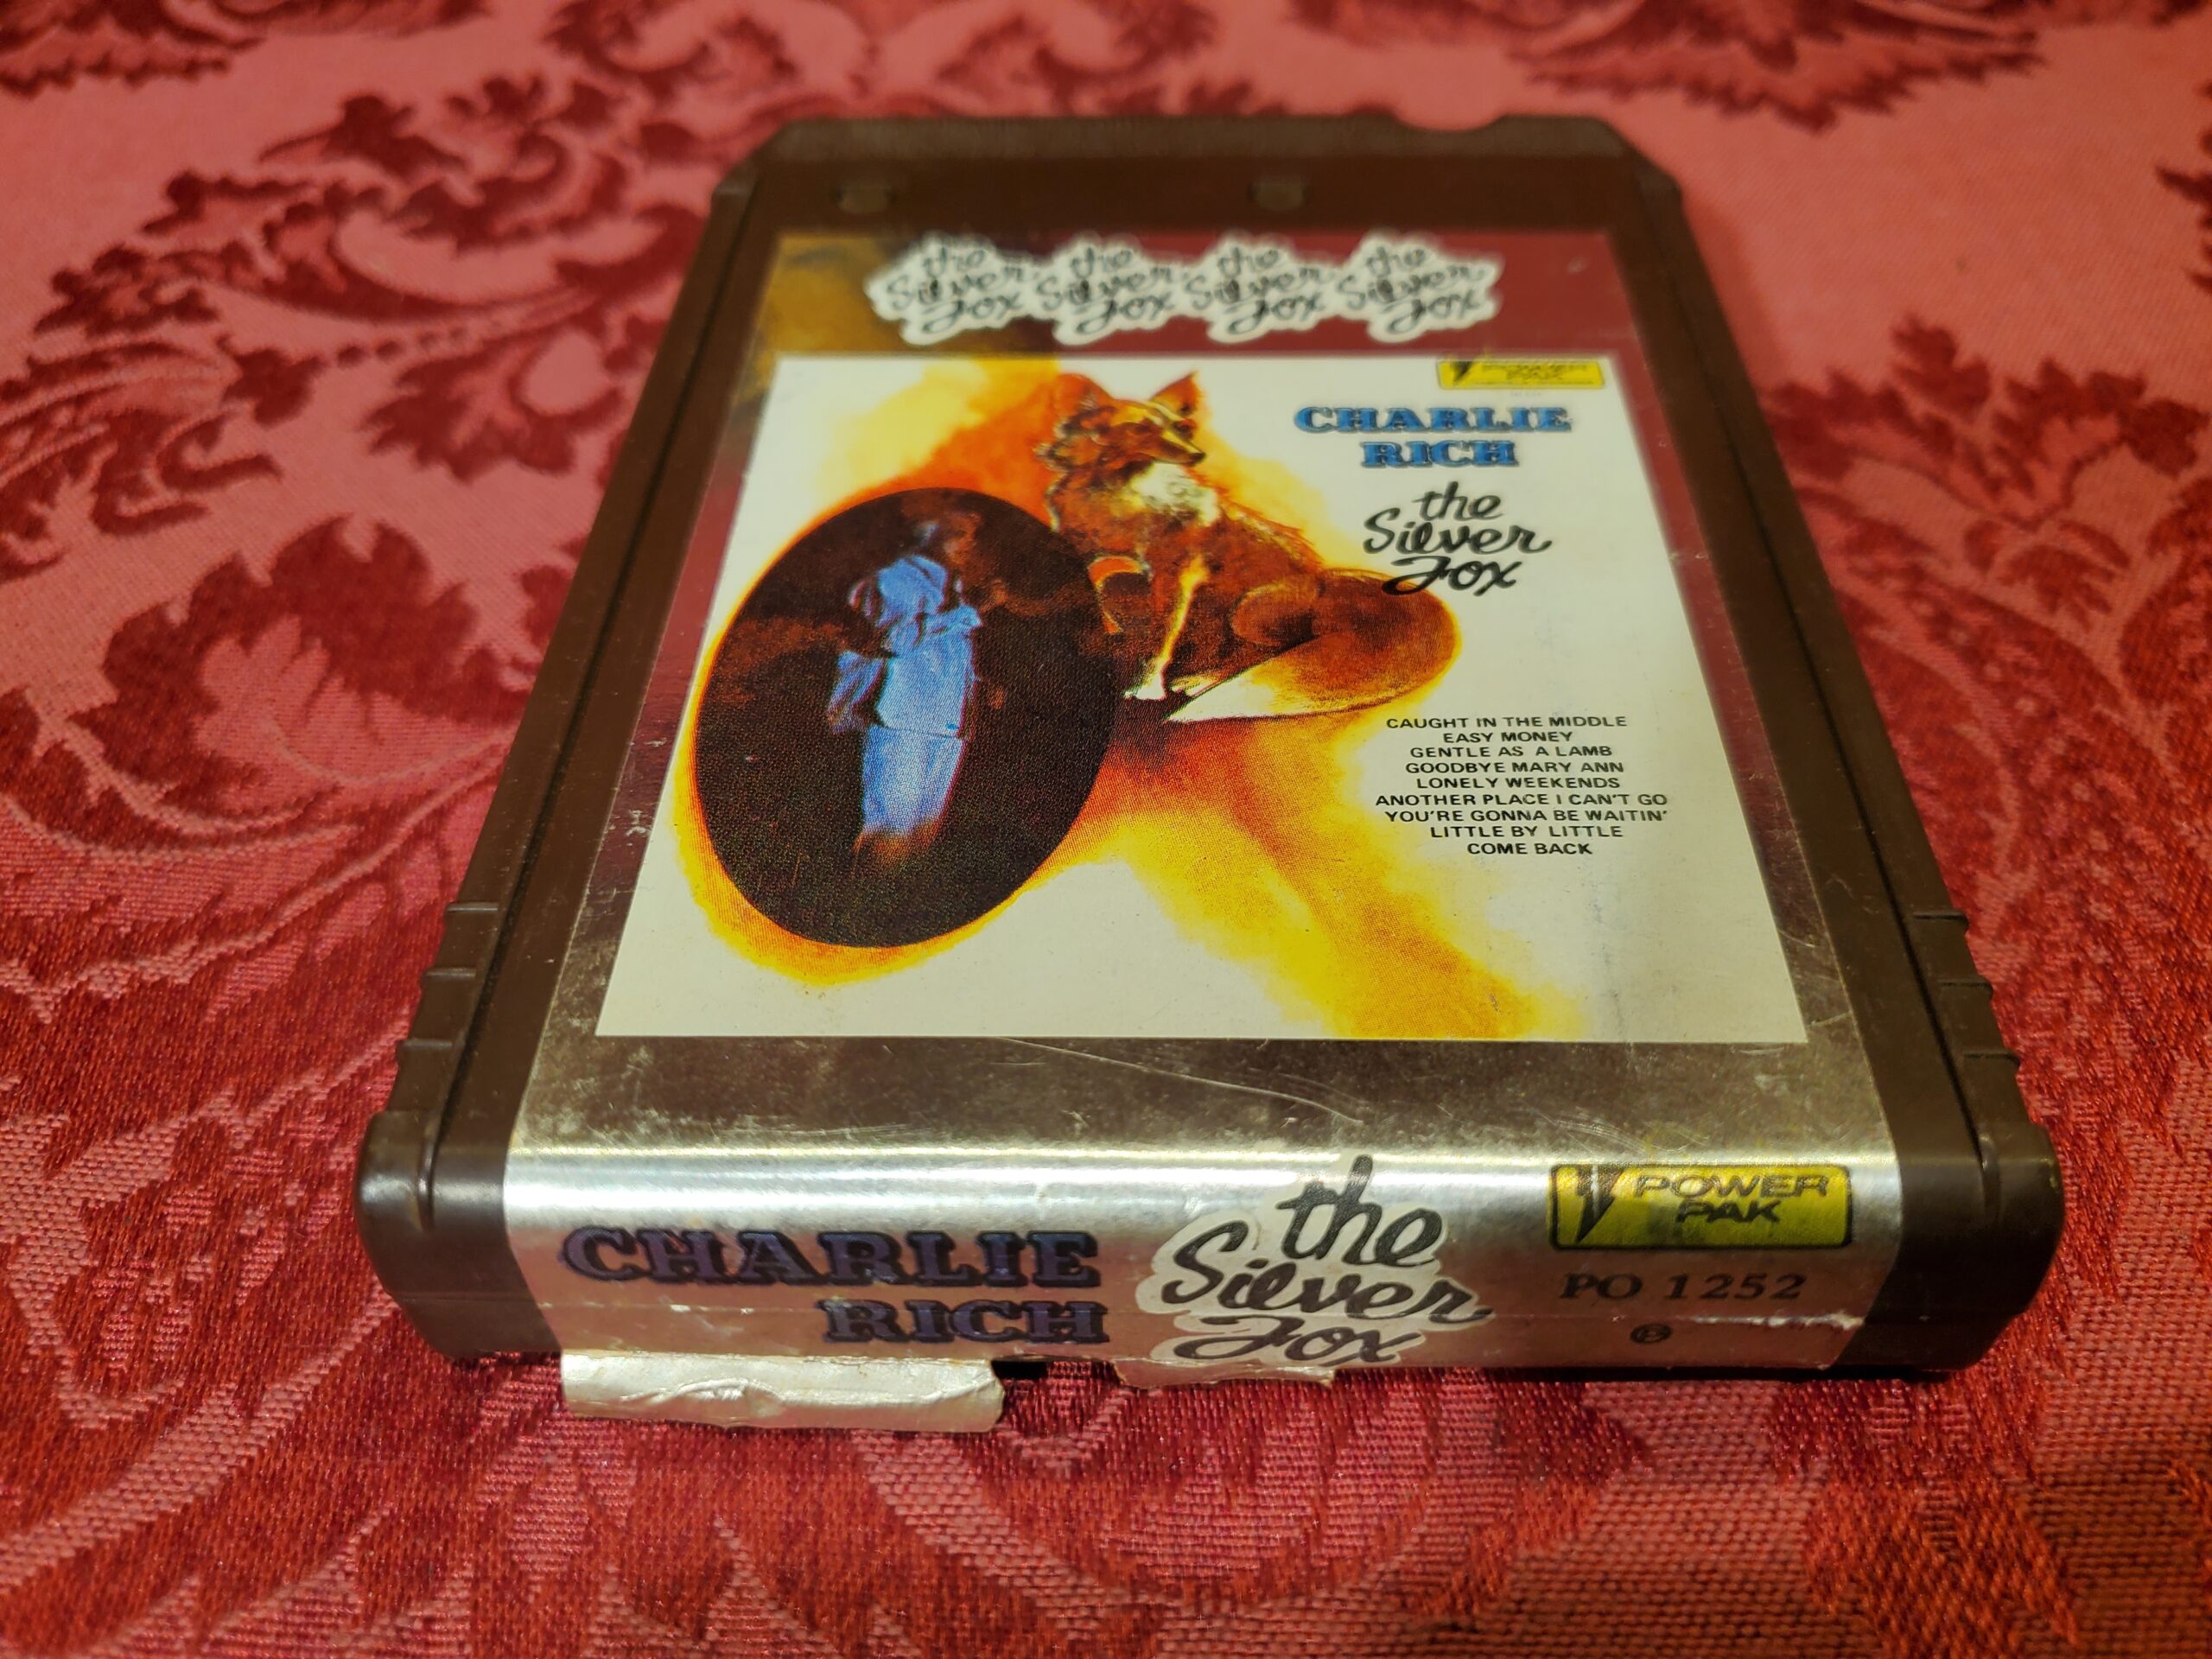 the the the the
Silver Silver Silver Silver
Fox Fox Fox Fox
POWER
PAK
CHARLIE
RICH
the
Silver
Fox
CAUGHT IN THE MIDDLE
EASY MONEY
GENTLE AS A LAMB
GOODBYE MARY ANN
LONELY WEEKENDS
ANOTHER PLACE I CAN'T GO
YOU'RE GONNA BE WAITIN'
LITTLE BY LITTLE
COME BACK
CHARLIE
RICH
the
Silver
Fox
POWER
PAK
PO 1252